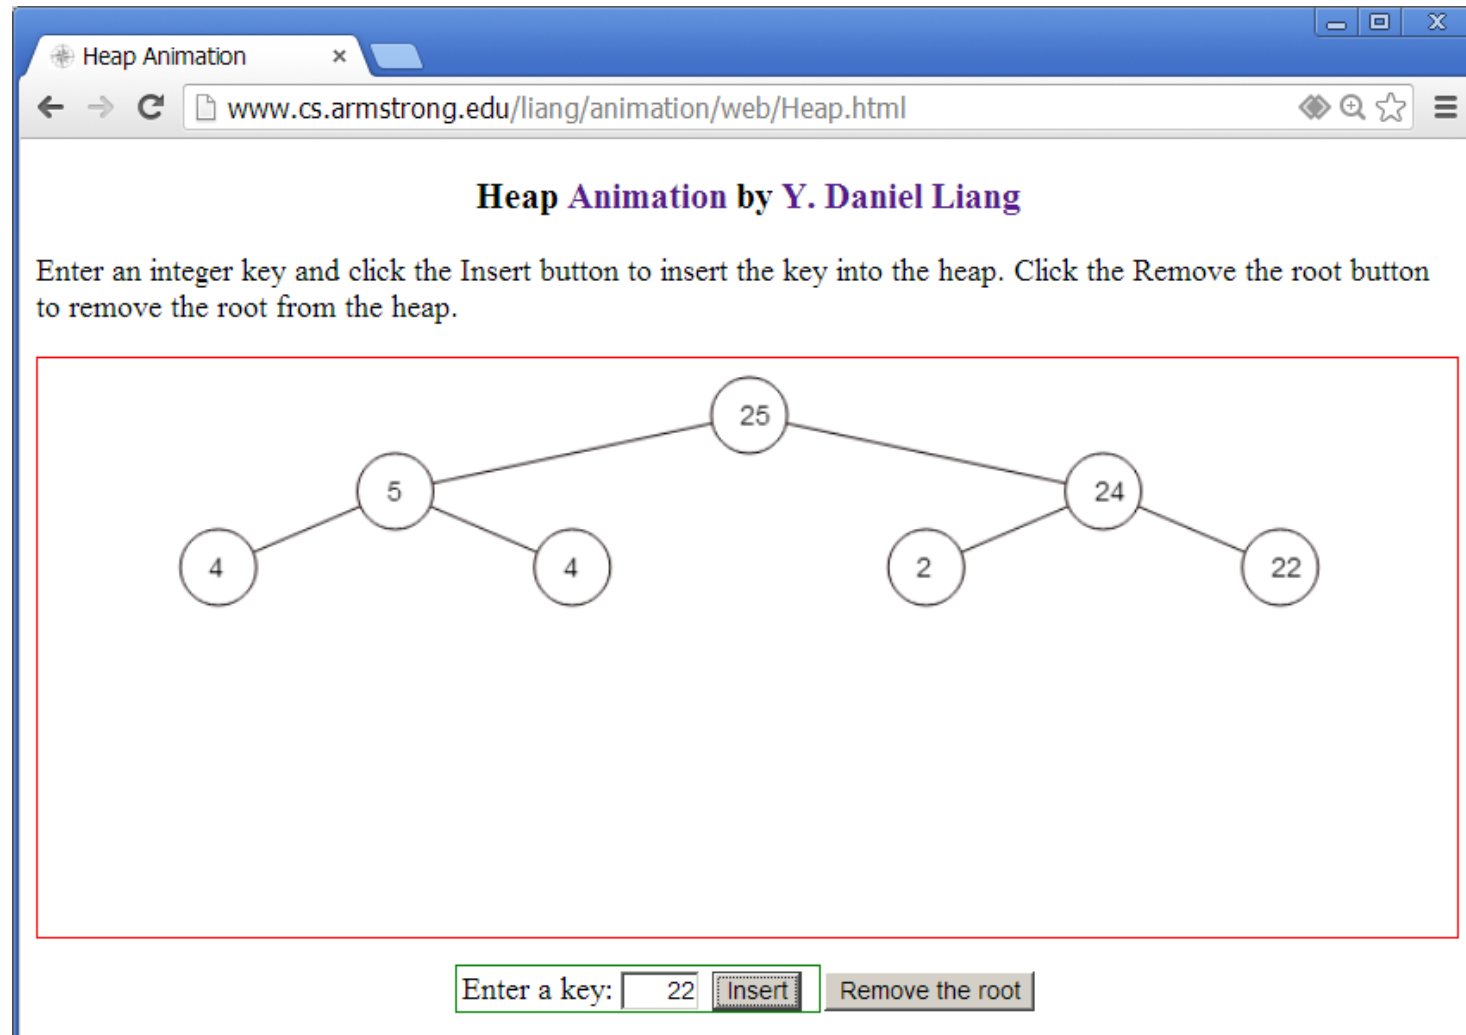 Heap Animation
www.cs.armstrong.edu/liang/animation/web/Heap.html
Heap Animation by Y. Daniel Liang
Enter an integer key and click the Insert button to insert the key into the heap. Click the Remove the root button
to remove the root from the heap.
25
5 24
4 4 2 22
Enter a key: 22 Insert Remove the root